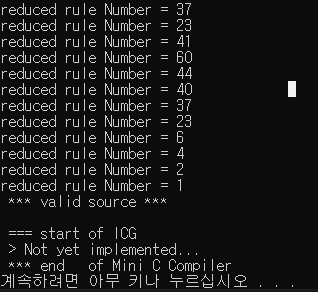 reduced rule Number = 37
reduced rule Number = 23
reduced rule Number = 41
reduced rule Number = 60
reduced rule Number = 44
reduced rule Number = 40
reduced rule Number = 37
reduced rule Number = 23
reduced rule Number = 6
reduced rule Number = 4
reduced rule Number = 2
reduced rule Number = 1
*** valid source ***
=== start of ICG
> Not yet implemented...
*** end   of Mini C Compiler
계속하려면 아무 키나 누르십시오 . . .